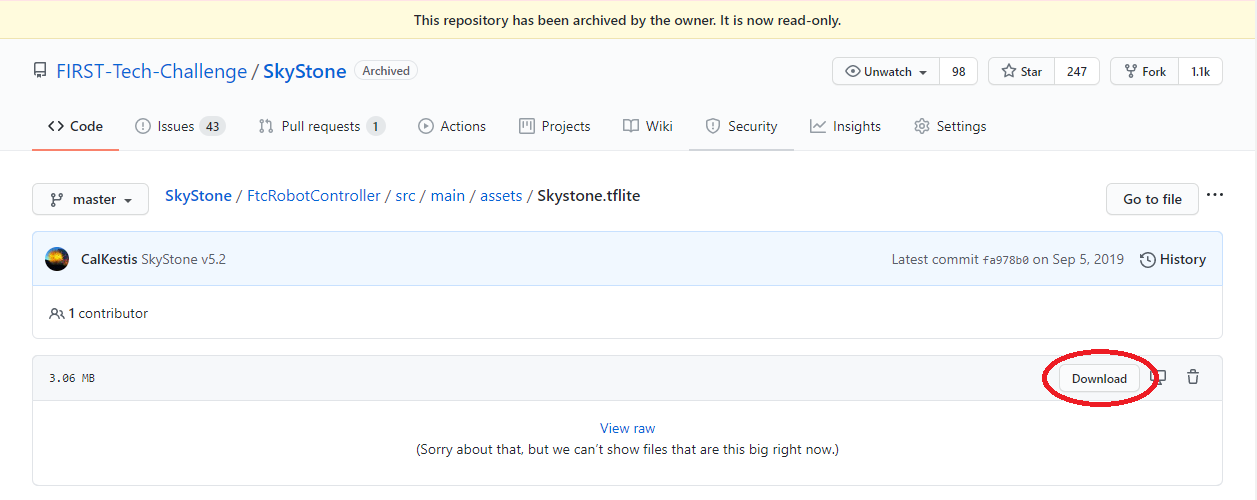 This repository has been archived by the owner. It is now read-only.
FIRST-Tech-Challenge / SkyStone Archived
Unwatch 98 Star 247 Fork 1.1k
Code Issues 43 Pull requests 1 Actions Projects Wiki Security Insights Settings
master SkyStone / FtcRobotController / src / main / assets / Skystone.tflite Go to file ...
CalKestis SkyStone v5.2 Latest commit fa978b0 on Sep 5, 2019 History
1 contributor
3.06 MB Download
View raw
(Sorry about that, but we can't show files that are this big right now.)